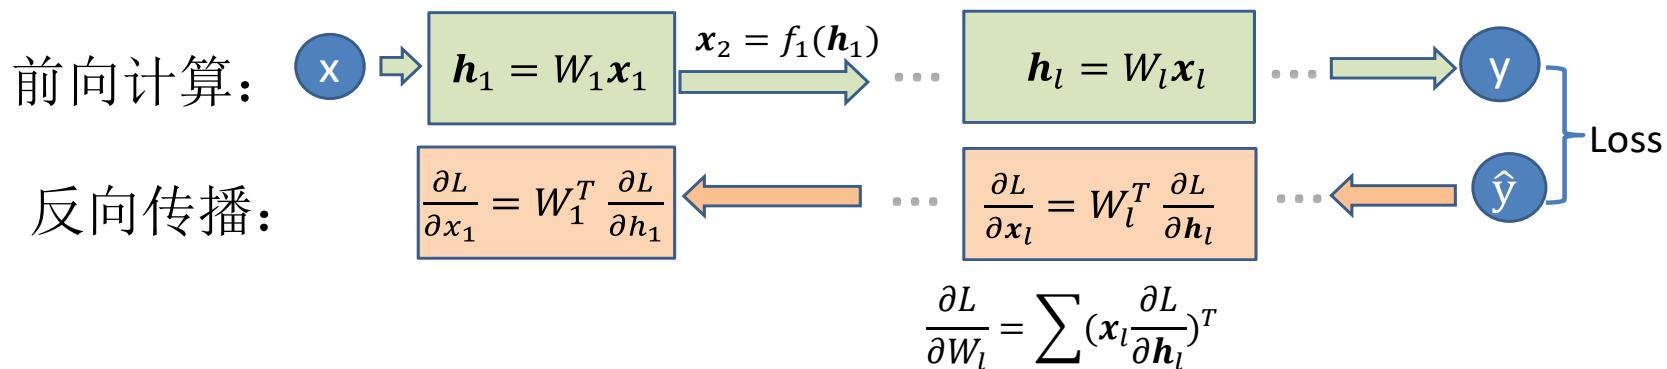 前向计算： x h₁ = W₁x₁ x₂ = f₁(h₁) ... h_l = W_l x_l ... y
Loss
反向传播： ∂L/∂x₁ = W₁ᵀ ∂L/∂h₁ ... ∂L/∂x_l = W_lᵀ ∂L/∂h_l ... ŷ
∂L/∂W_l = ∑(x_l ∂L/∂h_l)ᵀ